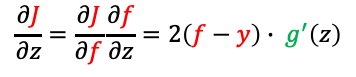 ∂J/∂z = ∂J/∂f ∂f/∂z = 2(f − y) · g′(z)